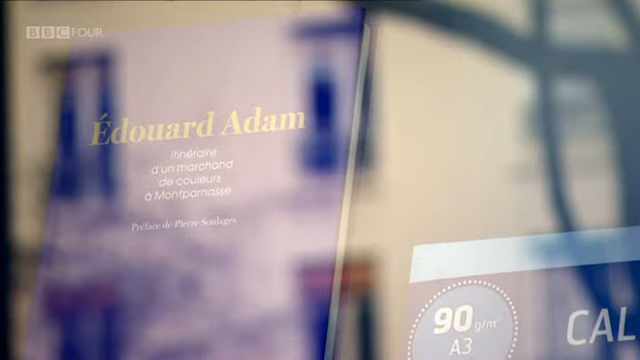 BBC FOUR
Édouard Adam
Itinéraire
d'un marchand
de couleurs
à Montparnasse
Préface de Pierre Soulages
90 g/m²
A3
CAL